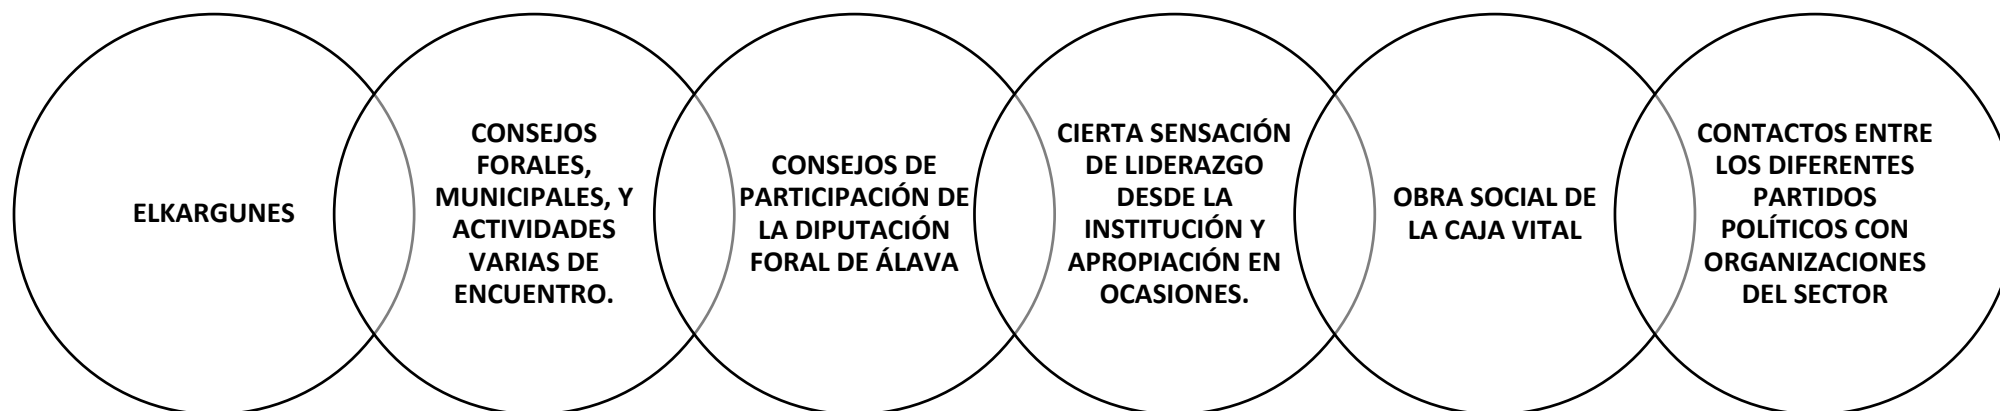 ELKARGUNES
CONSEJOS
FORALES,
MUNICIPALES, Y
ACTIVIDADES
VARIAS DE
ENCUENTRO.
CONSEJOS DE
PARTICIPACIÓN DE
LA DIPUTACIÓN
FORAL DE ÁLAVA
CIERTA SENSACIÓN
DE LIDERAZGO
DESDE LA
INSTITUCIÓN Y
APROPIACIÓN EN
OCASIONES.
OBRA SOCIAL DE
LA CAJA VITAL
CONTACTOS ENTRE
LOS DIFERENTES
PARTIDOS
POLÍTICOS CON
ORGANIZACIONES
DEL SECTOR